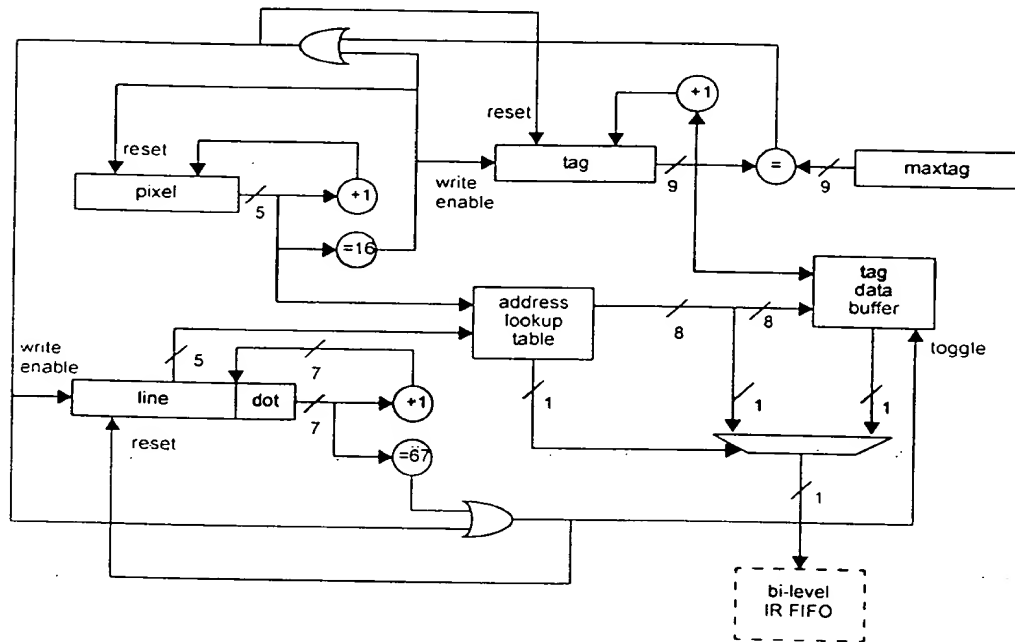 reset
+1
reset
pixel
5
+1
write
enable
tag
9
=
9
maxtag
=16
address
lookup
table
8
8
tag
data
buffer
toggle
write
enable
5
7
line
dot
7
+1
1
1
1
reset
=67
1
bi-level
IR FIFO